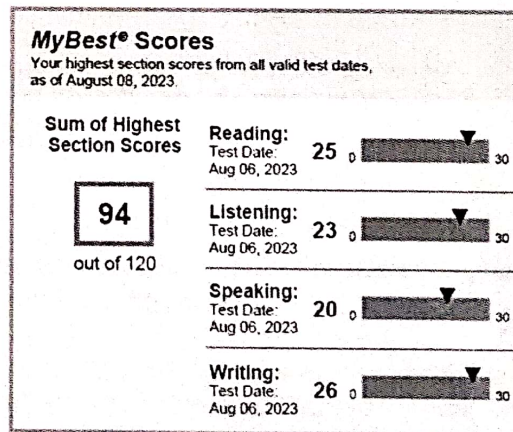 MyBest® Scores
Your highest section scores from all valid test dates,
as of August 08, 2023.
Sum of Highest
Section Scores
94
out of 120
Reading:
Test Date:
Aug 06, 2023
25
0
30
Listening:
Test Date:
Aug 06, 2023
23
0
30
Speaking:
Test Date:
Aug 06, 2023
20
0
30
Writing:
Test Date:
Aug 06, 2023
26
0
30